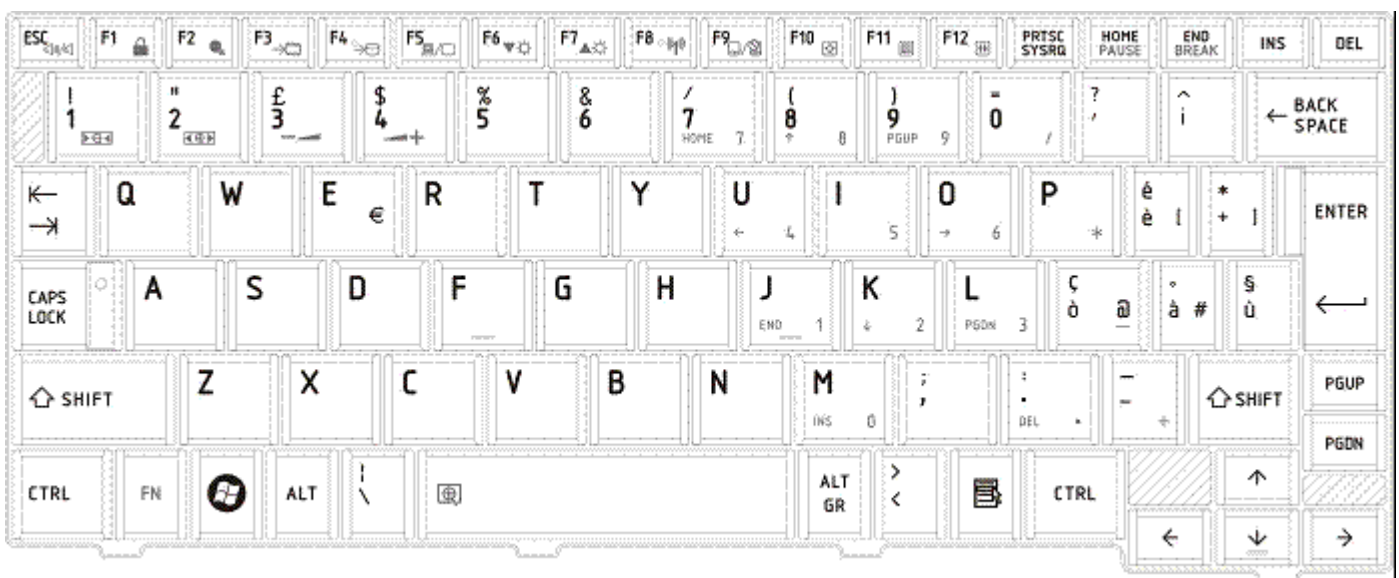 ESC F1 F2 F3 F4 F5 F6 F7 F8 F9 F10 F11 F12 PRTSC HOME END INS DEL
SYSRQ PAUSE BREAK
! " £ $ % & / ( ) = ? ^
1 2 3 4 5 6 7 8 9 0 ' ì ← BACK
HOME 7 ↑ 8 PGUP 9 / SPACE
Q W E € R T Y U I O P é *
← 4 5 → 6 * è [ + ] ENTER
CAPS A S D F G H J K L ç ° §
LOCK END 1 ↓ 2 PGDN 3 ò @ à # ù
SHIFT Z X C V B N M ; : _ SHIFT PGUP
INS 0 , . DEL . - +
PGDN
CTRL FN ALT | \ ALT > CTRL ↑
GR <
← ↓ →